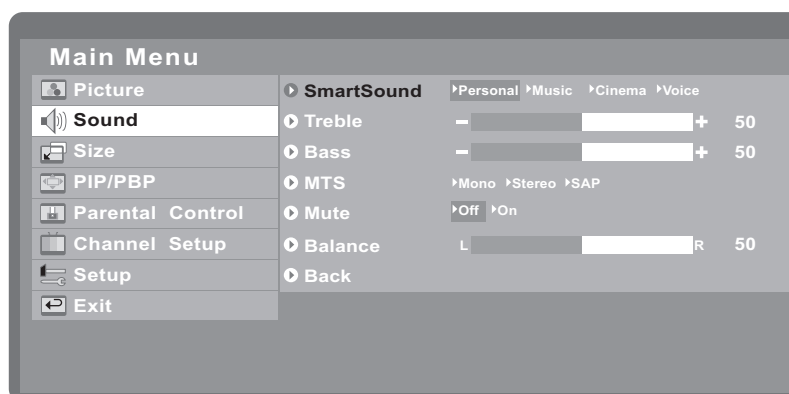 Main Menu
Picture
Sound
Size
PIP/PBP
Parental Control
Channel Setup
Setup
Exit
SmartSound Personal Music Cinema Voice
Treble − + 50
Bass − + 50
MTS Mono Stereo SAP
Mute Off On
Balance L R 50
Back